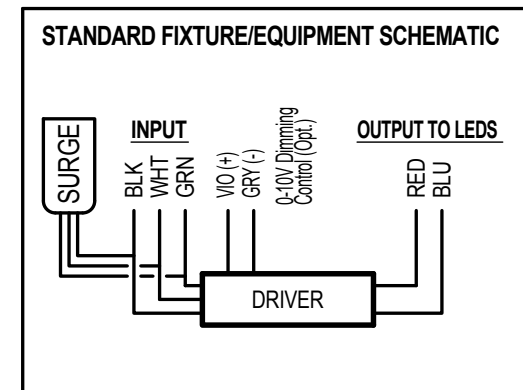 STANDARD FIXTURE/EQUIPMENT SCHEMATIC
SURGE
INPUT
BLK
WHT
GRN
VIO (+)
GRY (-)
0-10V Dimming
Control (Opt.)
OUTPUT TO LEDS
RED
BLU
DRIVER